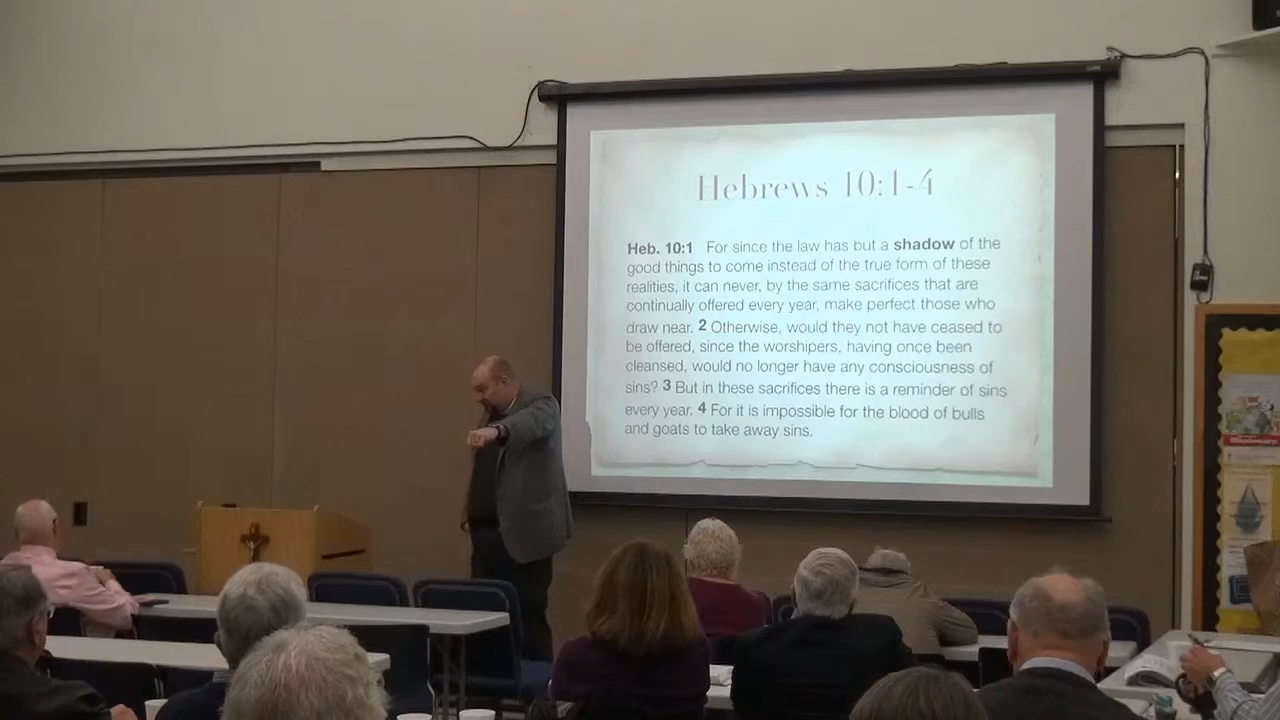 Hebrews 10:1-4
Heb. 10:1 For since the law has but a shadow of the
good things to come instead of the true form of these
realities, it can never, by the same sacrifices that are
continually offered every year, make perfect those who
draw near. 2 Otherwise, would they not have ceased to
be offered, since the worshipers, having once been
cleansed, would no longer have any consciousness of
sins? 3 But in these sacrifices there is a reminder of sins
every year. 4 For it is impossible for the blood of bulls
and goats to take away sins.